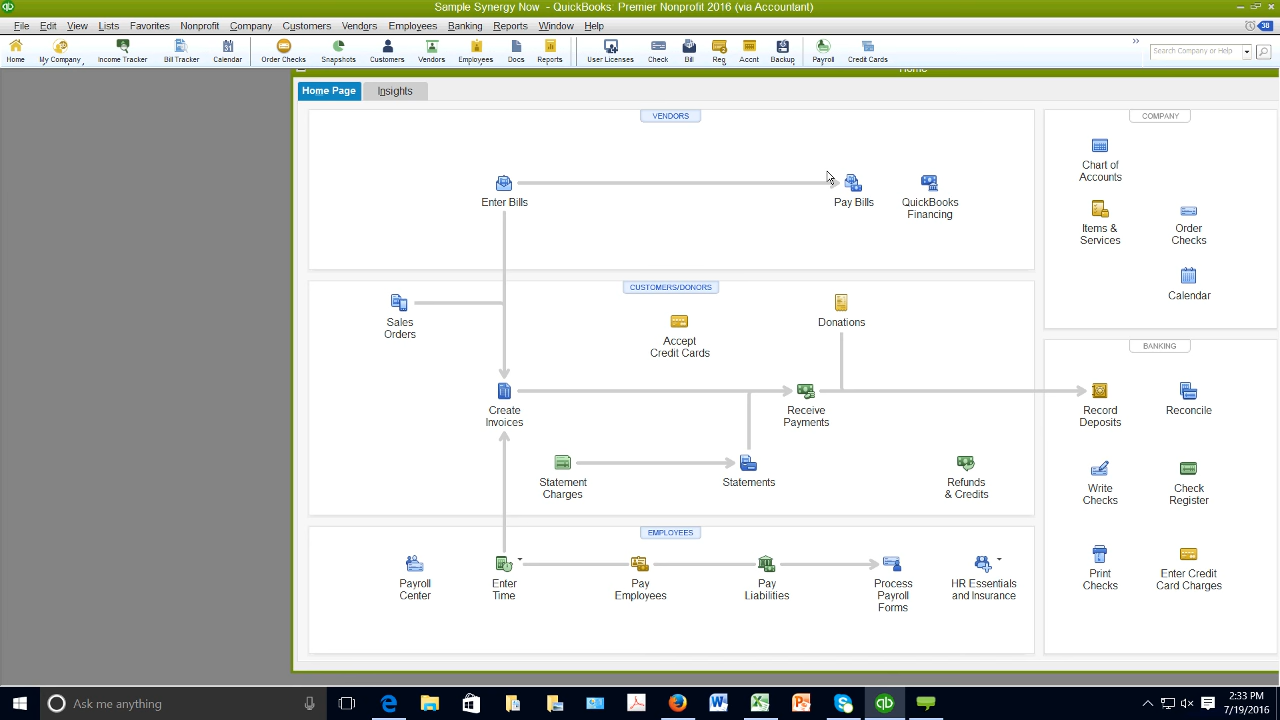 Sample Synergy Now - QuickBooks: Premier Nonprofit 2016 (via Accountant)
File Edit View Lists Favorites Nonprofit Company Customers Vendors Employees Banking Reports Window Help
38
Home My Company Income Tracker Bill Tracker Calendar Order Checks Snapshots Customers Vendors Employees Docs Reports User Licenses Check Bill Reg Accnt Backup Payroll Credit Cards
Search Company or Help
Home
Home Page Insights
VENDORS
Enter Bills
Pay Bills
QuickBooks
Financing
CUSTOMERS/DONORS
Sales
Orders
Accept
Credit Cards
Donations
Create
Invoices
Receive
Payments
Statement
Charges
Statements
Refunds
& Credits
EMPLOYEES
Payroll
Center
Enter
Time
Pay
Employees
Pay
Liabilities
Process
Payroll
Forms
HR Essentials
and Insurance
COMPANY
Chart of
Accounts
Items &
Services
Order
Checks
Calendar
BANKING
Record
Deposits
Reconcile
Write
Checks
Check
Register
Print
Checks
Enter Credit
Card Charges
Ask me anything
2:33 PM
7/19/2016